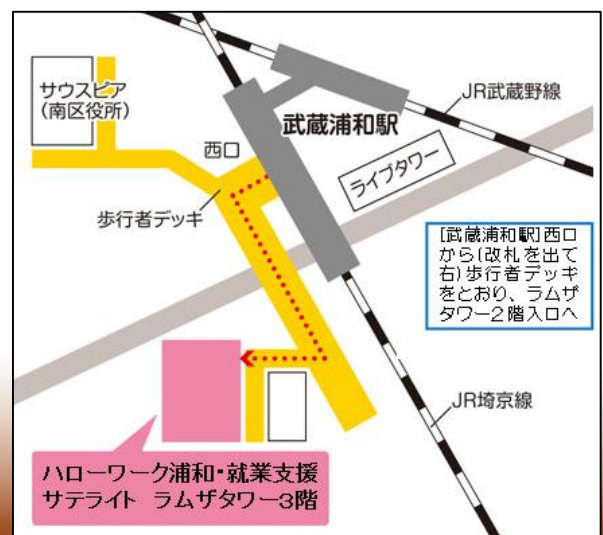 サウスピア
(南区役所)
JR武蔵野線
武蔵浦和駅
西口
ライブタワー
歩行者デッキ
[武蔵浦和駅]西口
から(改札を出て
右)歩行者デッキ
をとおり、ラムザ
タワー2階入口へ
JR埼京線
ハローワーク浦和・就業支援
サテライト ラムザタワー3階